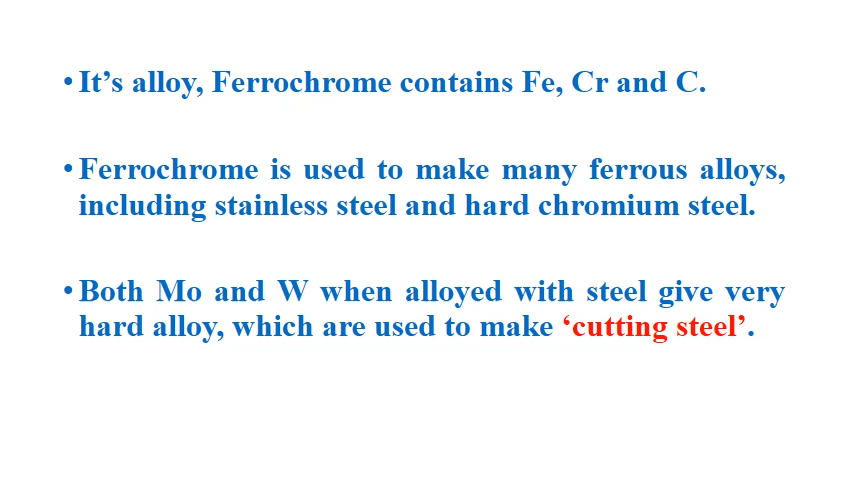 • It’s alloy, Ferrochrome contains Fe, Cr and C.
• Ferrochrome is used to make many ferrous alloys,
including stainless steel and hard chromium steel.
• Both Mo and W when alloyed with steel give very
hard alloy, which are used to make ‘cutting steel’.